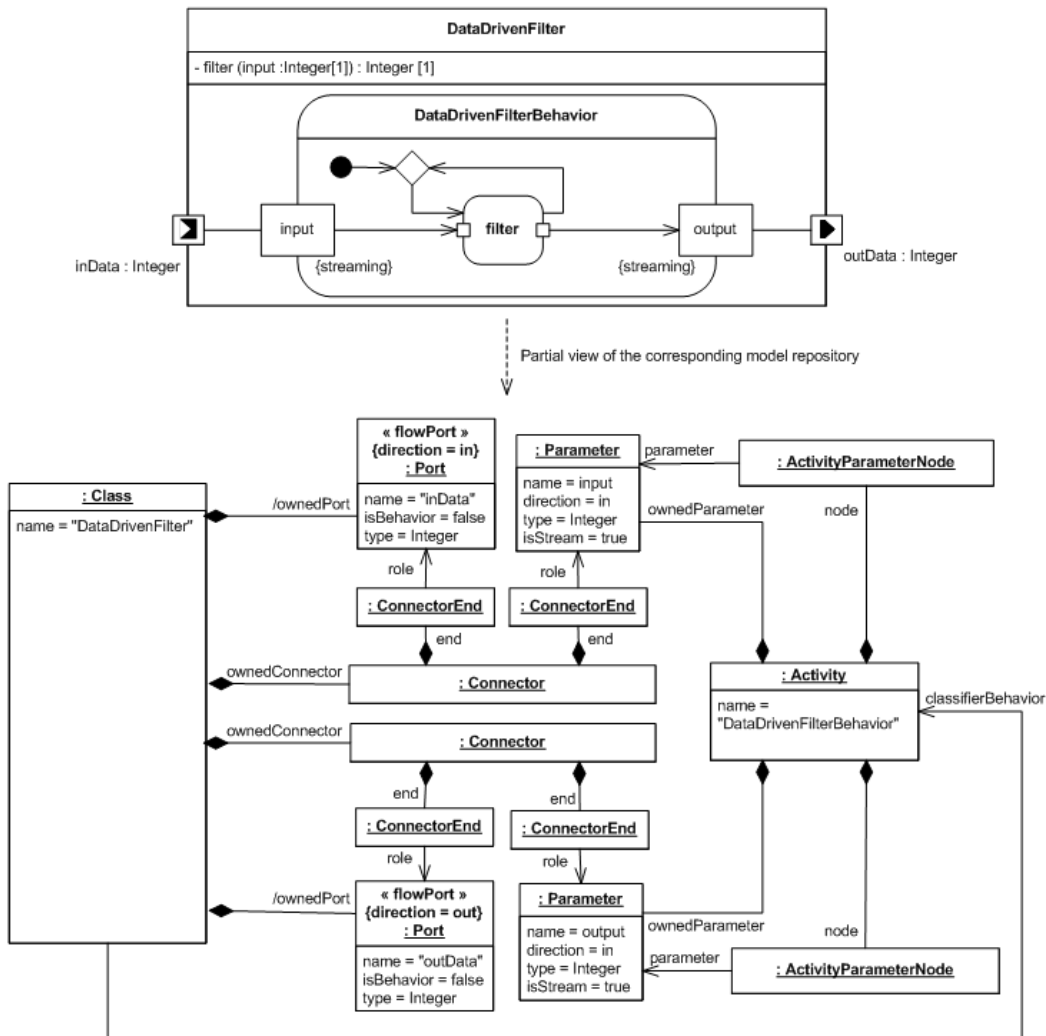 DataDrivenFilter
- filter (input :Integer[1]) : Integer [1]
DataDrivenFilterBehavior
input
filter
output
{streaming}
{streaming}
inData : Integer
outData : Integer
Partial view of the corresponding model repository
« flowPort »
{direction = in}
: Port
name = "inData"
isBehavior = false
type = Integer
: Parameter
name = input
direction = in
type = Integer
isStream = true
parameter
: ActivityParameterNode
: Class
name = "DataDrivenFilter"
/ownedPort
ownedParameter
node
role
role
: ConnectorEnd
: ConnectorEnd
end
end
ownedConnector
: Connector
: Activity
name =
"DataDrivenFilterBehavior"
classifierBehavior
ownedConnector
: Connector
end
end
: ConnectorEnd
: ConnectorEnd
role
role
/ownedPort
« flowPort »
{direction = out}
: Port
name = "outData"
isBehavior = false
type = Integer
: Parameter
name = output
direction = in
type = Integer
isStream = true
ownedParameter
node
parameter
: ActivityParameterNode